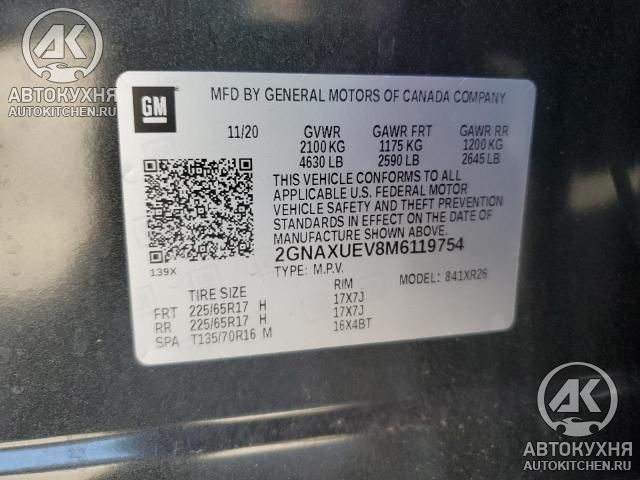 AK
АВТОКУХНЯ
AUTOKITCHEN.RU
GM
MFD BY GENERAL MOTORS OF CANADA COMPANY
11/20 GVWR GAWR FRT GAWR RR
2100 KG 1175 KG 1200 KG
4630 LB 2590 LB 2645 LB
THIS VEHICLE CONFORMS TO ALL
APPLICABLE U.S. FEDERAL MOTOR
VEHICLE SAFETY AND THEFT PREVENTION
STANDARDS IN EFFECT ON THE DATE OF
MANUFACTURE SHOWN ABOVE.
2GNAXUEV8M6119754
139X
TYPE: M.P.V. MODEL: 841XR26
TIRE SIZE RIM
FRT 225/65R17 H 17X7J
RR 225/65R17 H 17X7J
SPA T135/70R16 M 16X4BT
AK
АВТОКУХНЯ
AUTOKITCHEN.RU